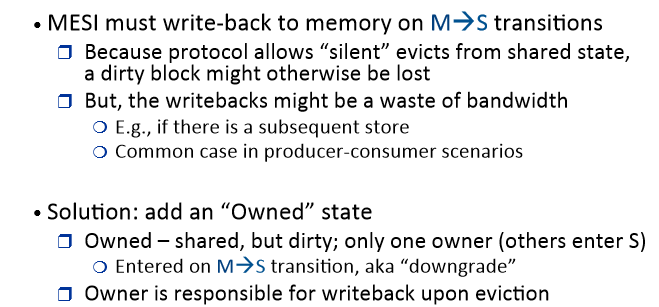 • MESI must write-back to memory on M→S transitions
❐ Because protocol allows “silent” evicts from shared state,
a dirty block might otherwise be lost
❐ But, the writebacks might be a waste of bandwidth
❍ E.g., if there is a subsequent store
❍ Common case in producer-consumer scenarios
• Solution: add an “Owned” state
❐ Owned – shared, but dirty; only one owner (others enter S)
❍ Entered on M→S transition, aka “downgrade”
❐ Owner is responsible for writeback upon eviction